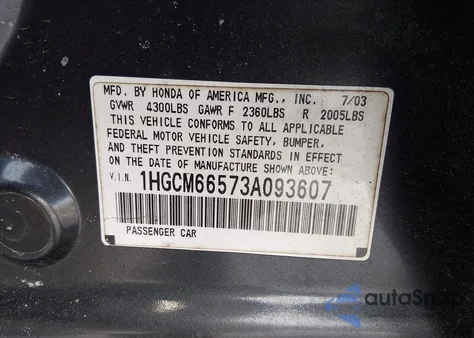 MFD. BY HONDA OF AMERICA MFG., INC. 7/03
GVWR 4300LBS GAWR F 2360LBS R 2005LBS
THIS VEHICLE CONFORMS TO ALL APPLICABLE
FEDERAL MOTOR VEHICLE SAFETY, BUMPER,
AND THEFT PREVENTION STANDARDS IN EFFECT
ON THE DATE OF MANUFACTURE SHOWN ABOVE.
V.I.N. 1HGCM66573A093607
PASSENGER CAR
autoSnap